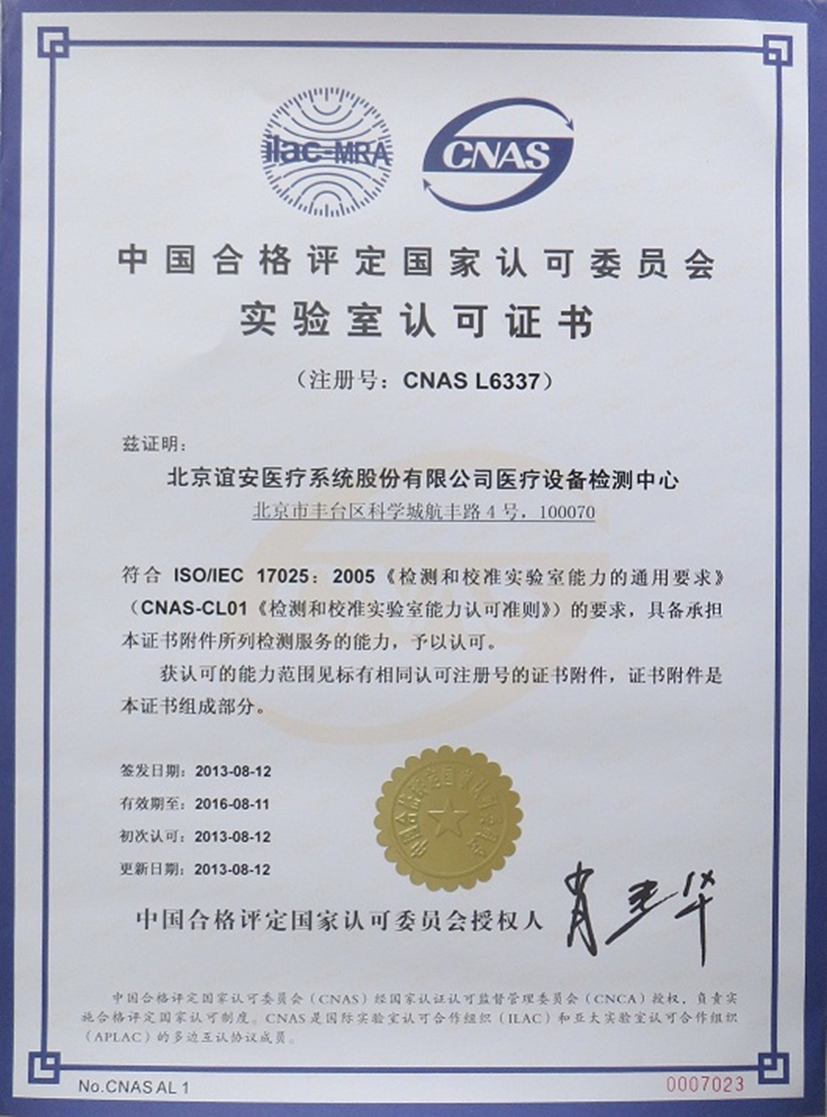 ilac-MRA
CNAS
中国合格评定国家认可委员会
实验室认可证书
（注册号：CNAS L6337）
兹证明：
北京谊安医疗系统股份有限公司医疗设备检测中心
北京市丰台区科学城航丰路4号，100070
符合 ISO/IEC 17025：2005《检测和校准实验室能力的通用要求》
（CNAS-CL01《检测和校准实验室能力认可准则》）的要求，具备承担
本证书附件所列检测服务的能力，予以认可。
获认可的能力范围见标有相同认可注册号的证书附件，证书附件是
本证书组成部分。
签发日期：2013-08-12
有效期至：2016-08-11
初次认可：2013-08-12
更新日期：2013-08-12
中国合格评定国家认可委员会
中国合格评定国家认可委员会授权人
中国合格评定国家认可委员会（CNAS）经国家认证认可监督管理委员会（CNCA）授权，负责实
施合格评定国家认可制度。CNAS是国际实验室认可合作组织（ILAC）和亚太实验室认可合作组织
（APLAC）的多边互认协议成员。
No.CNAS AL 1
0007023